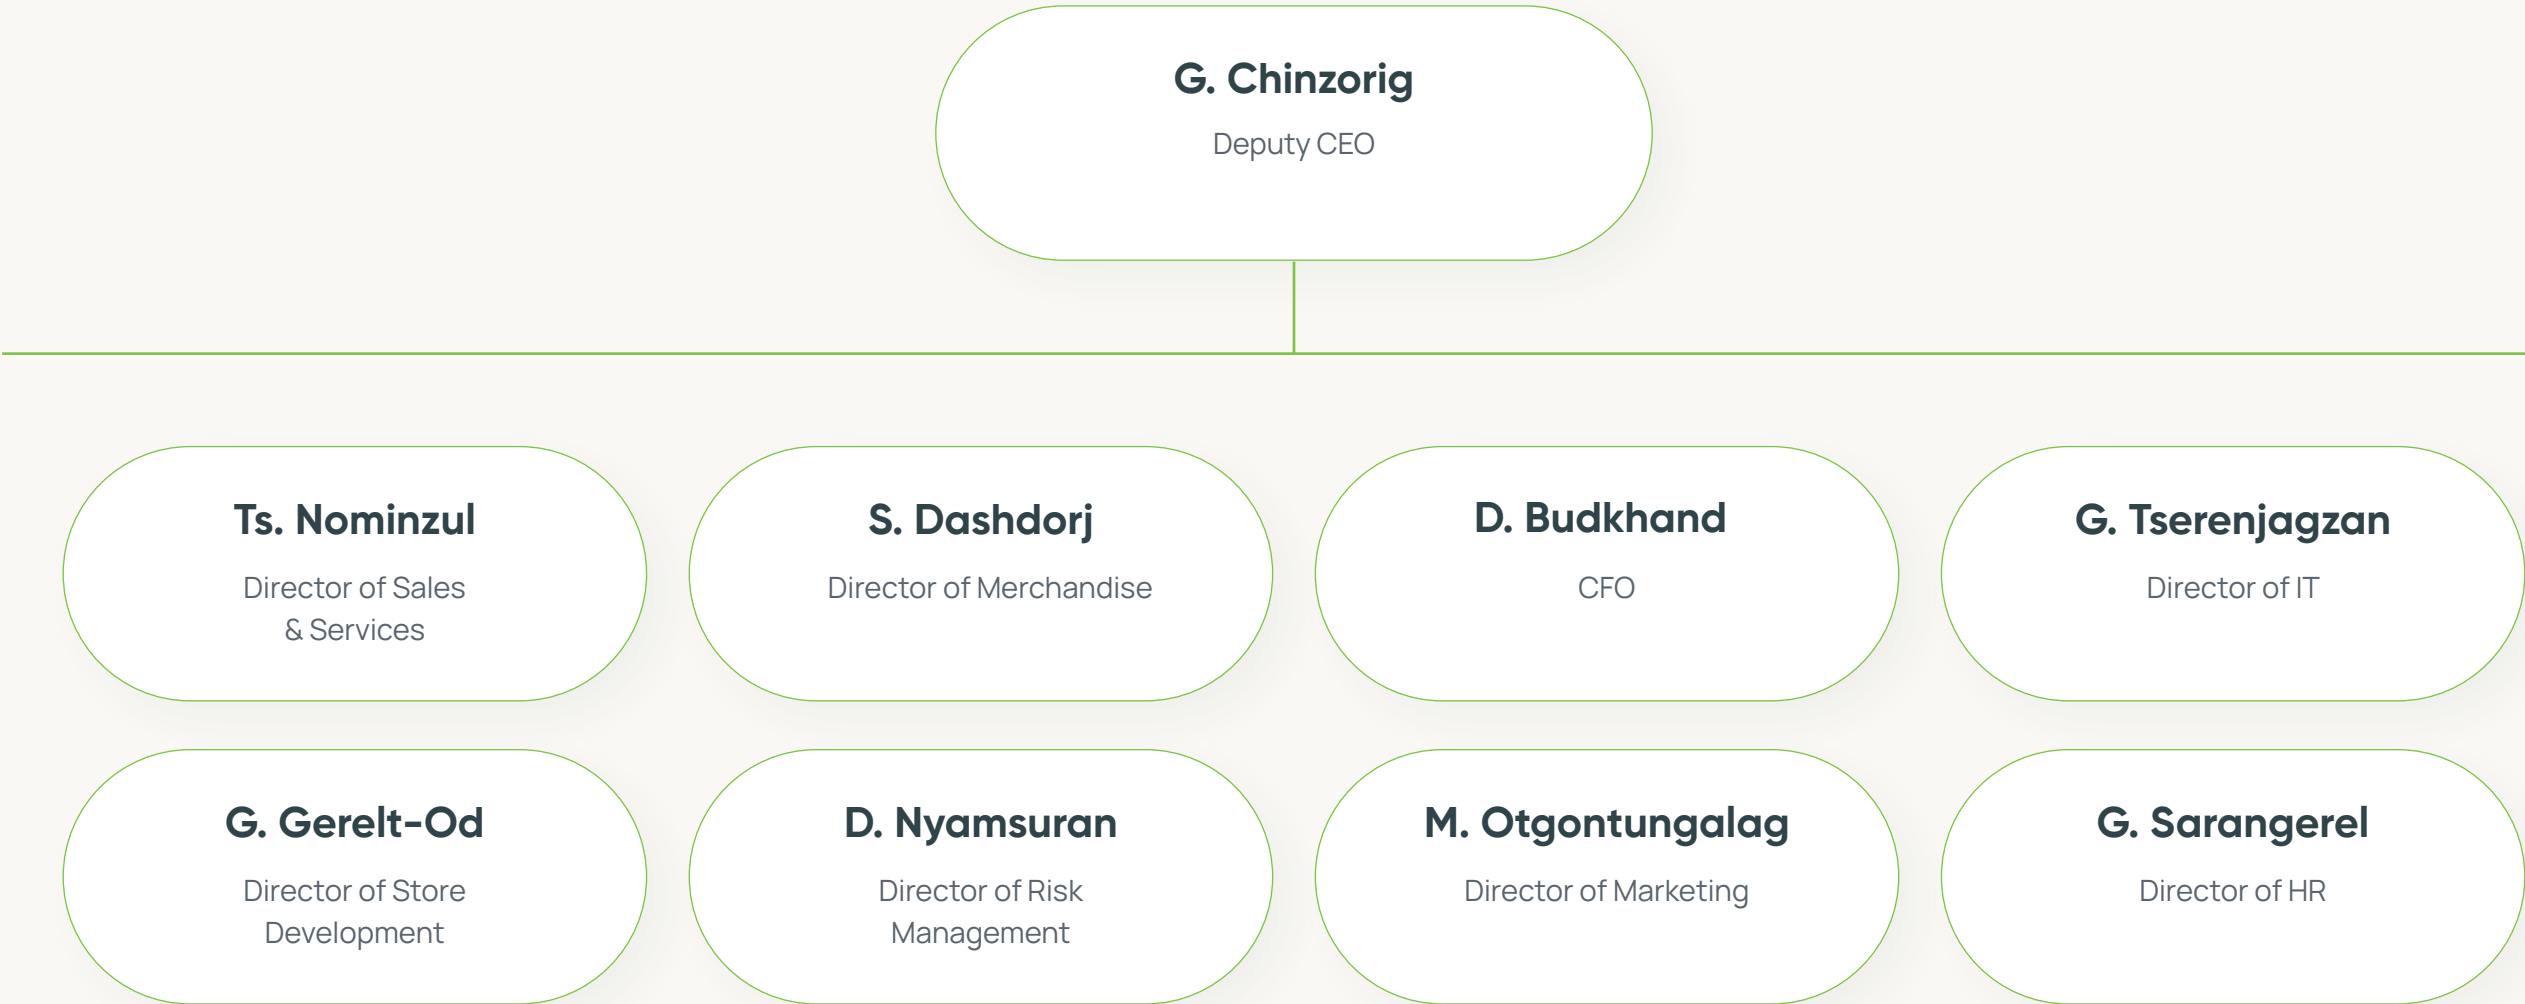 G. Chinzorig
Deputy CEO
Ts. Nominzul
Director of Sales
& Services
S. Dashdorj
Director of Merchandise
D. Budkhand
CFO
G. Tserenjagzan
Director of IT
G. Gerelt-Od
Director of Store
Development
D. Nyamsuran
Director of Risk
Management
M. Otgontungalag
Director of Marketing
G. Sarangerel
Director of HR